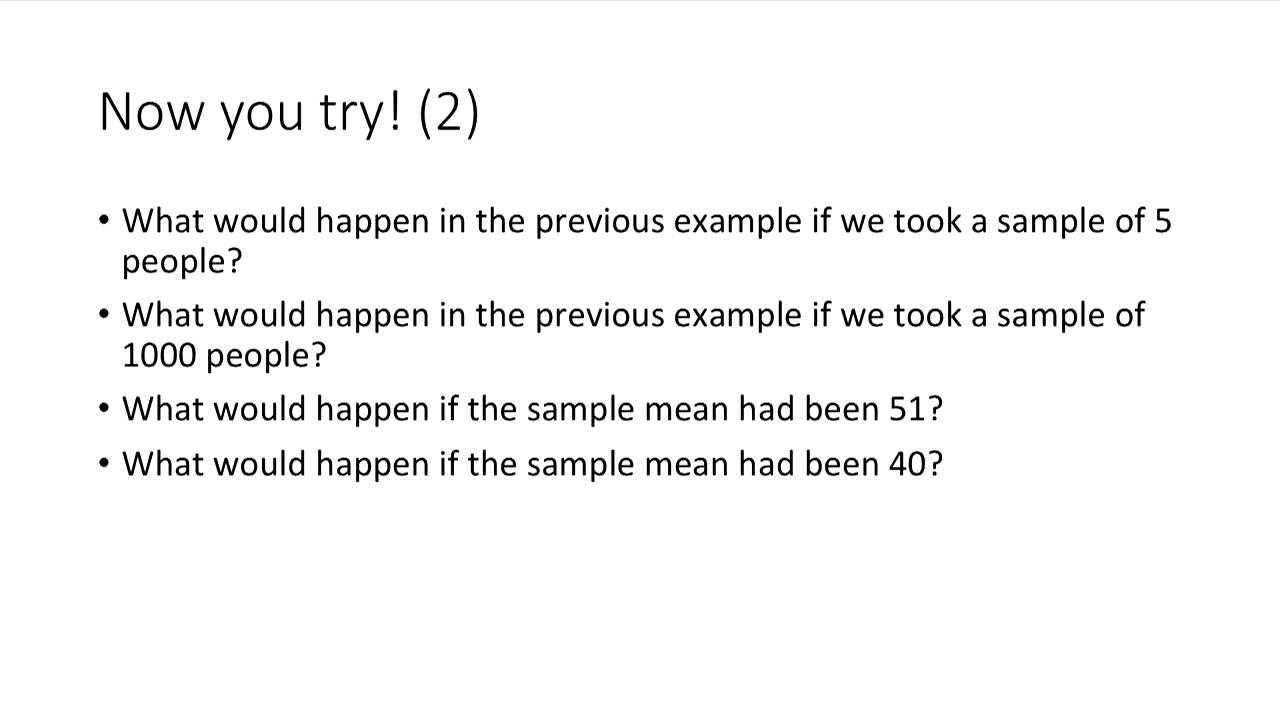 Now you try! (2)
• What would happen in the previous example if we took a sample of 5
people?
• What would happen in the previous example if we took a sample of
1000 people?
• What would happen if the sample mean had been 51?
• What would happen if the sample mean had been 40?